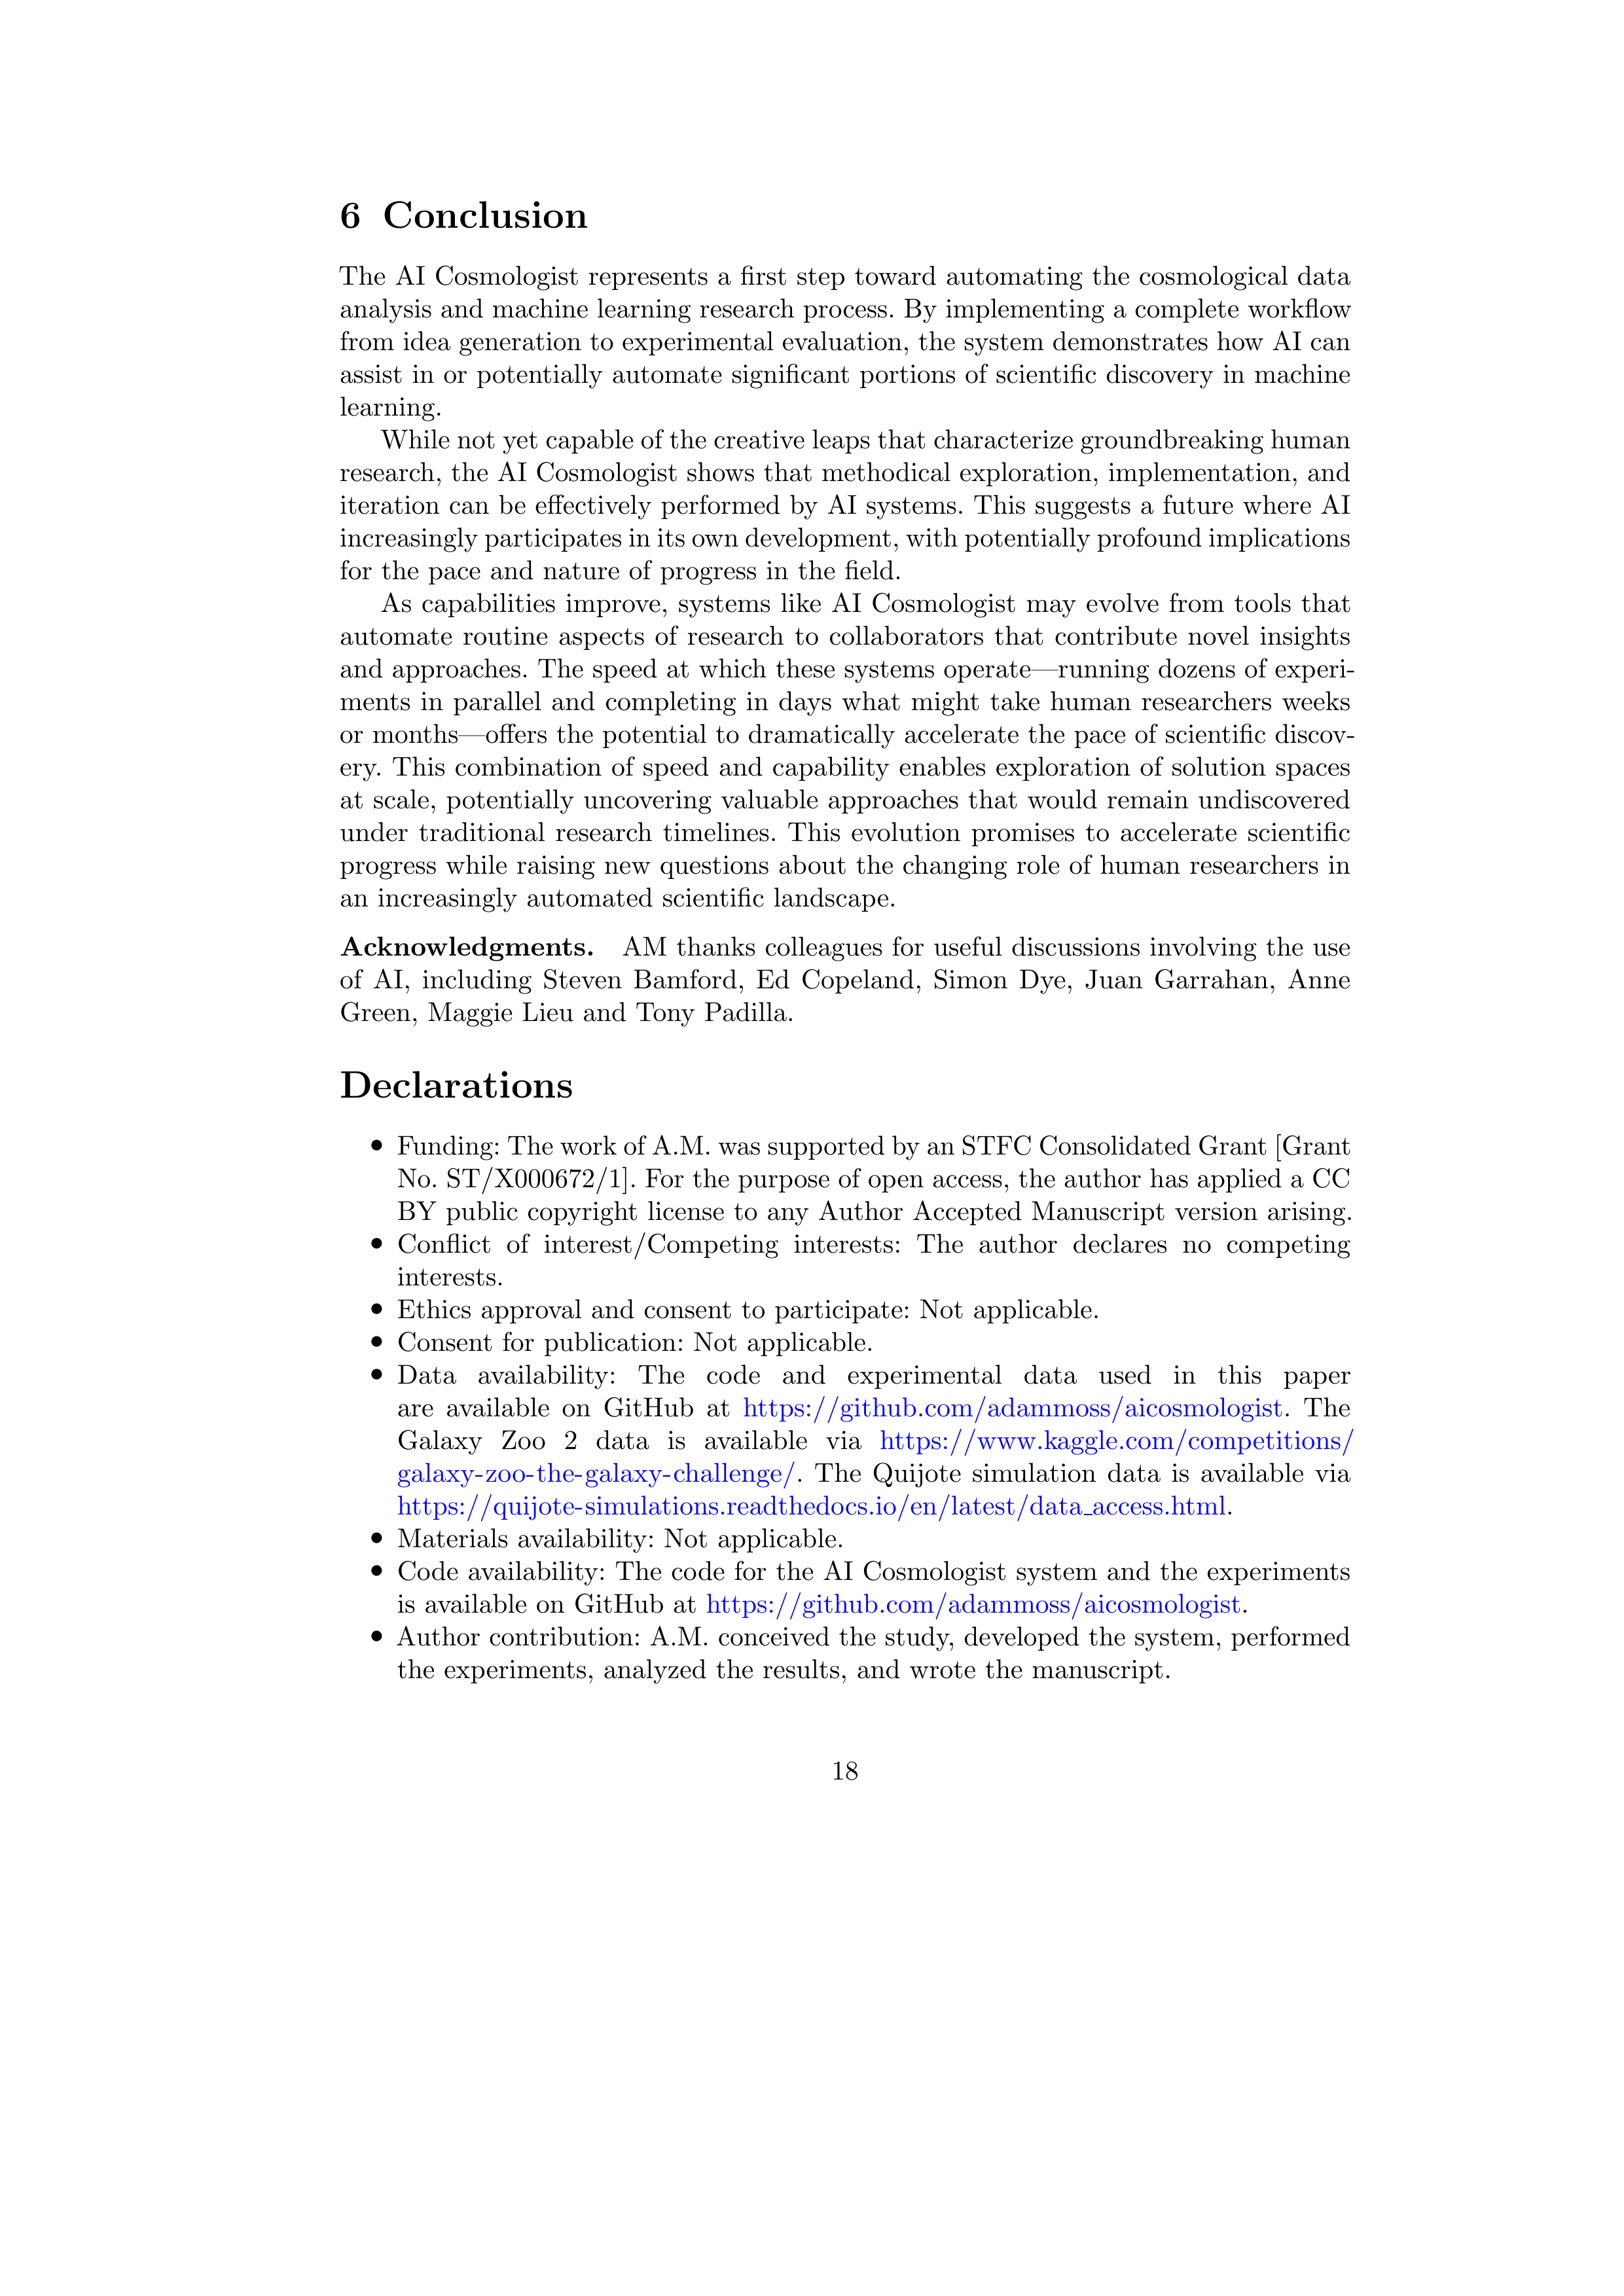 6 Conclusion
The AI Cosmologist represents a first step toward automating the cosmological data
analysis and machine learning research process. By implementing a complete workflow
from idea generation to experimental evaluation, the system demonstrates how AI can
assist in or potentially automate significant portions of scientific discovery in machine
learning.
While not yet capable of the creative leaps that characterize groundbreaking human
research, the AI Cosmologist shows that methodical exploration, implementation, and
iteration can be effectively performed by AI systems. This suggests a future where AI
increasingly participates in its own development, with potentially profound implications
for the pace and nature of progress in the field.
As capabilities improve, systems like AI Cosmologist may evolve from tools that
automate routine aspects of research to collaborators that contribute novel insights
and approaches. The speed at which these systems operate—running dozens of experi-
ments in parallel and completing in days what might take human researchers weeks
or months—offers the potential to dramatically accelerate the pace of scientific discov-
ery. This combination of speed and capability enables exploration of solution spaces
at scale, potentially uncovering valuable approaches that would remain undiscovered
under traditional research timelines. This evolution promises to accelerate scientific
progress while raising new questions about the changing role of human researchers in
an increasingly automated scientific landscape.
Acknowledgments. AM thanks colleagues for useful discussions involving the use
of AI, including Steven Bamford, Ed Copeland, Simon Dye, Juan Garrahan, Anne
Green, Maggie Lieu and Tony Padilla.
Declarations
• Funding: The work of A.M. was supported by an STFC Consolidated Grant [Grant
No. ST/X000672/1]. For the purpose of open access, the author has applied a CC
BY public copyright license to any Author Accepted Manuscript version arising.
• Conflict of interest/Competing interests: The author declares no competing
interests.
• Ethics approval and consent to participate: Not applicable.
• Consent for publication: Not applicable.
• Data availability: The code and experimental data used in this paper
are available on GitHub at https://github.com/adammoss/aicosmologist. The
Galaxy Zoo 2 data is available via https://www.kaggle.com/competitions/
galaxy-zoo-the-galaxy-challenge/. The Quijote simulation data is available via
https://quijote-simulations.readthedocs.io/en/latest/data_access.html.
• Materials availability: Not applicable.
• Code availability: The code for the AI Cosmologist system and the experiments
is available on GitHub at https://github.com/adammoss/aicosmologist.
• Author contribution: A.M. conceived the study, developed the system, performed
the experiments, analyzed the results, and wrote the manuscript.
18